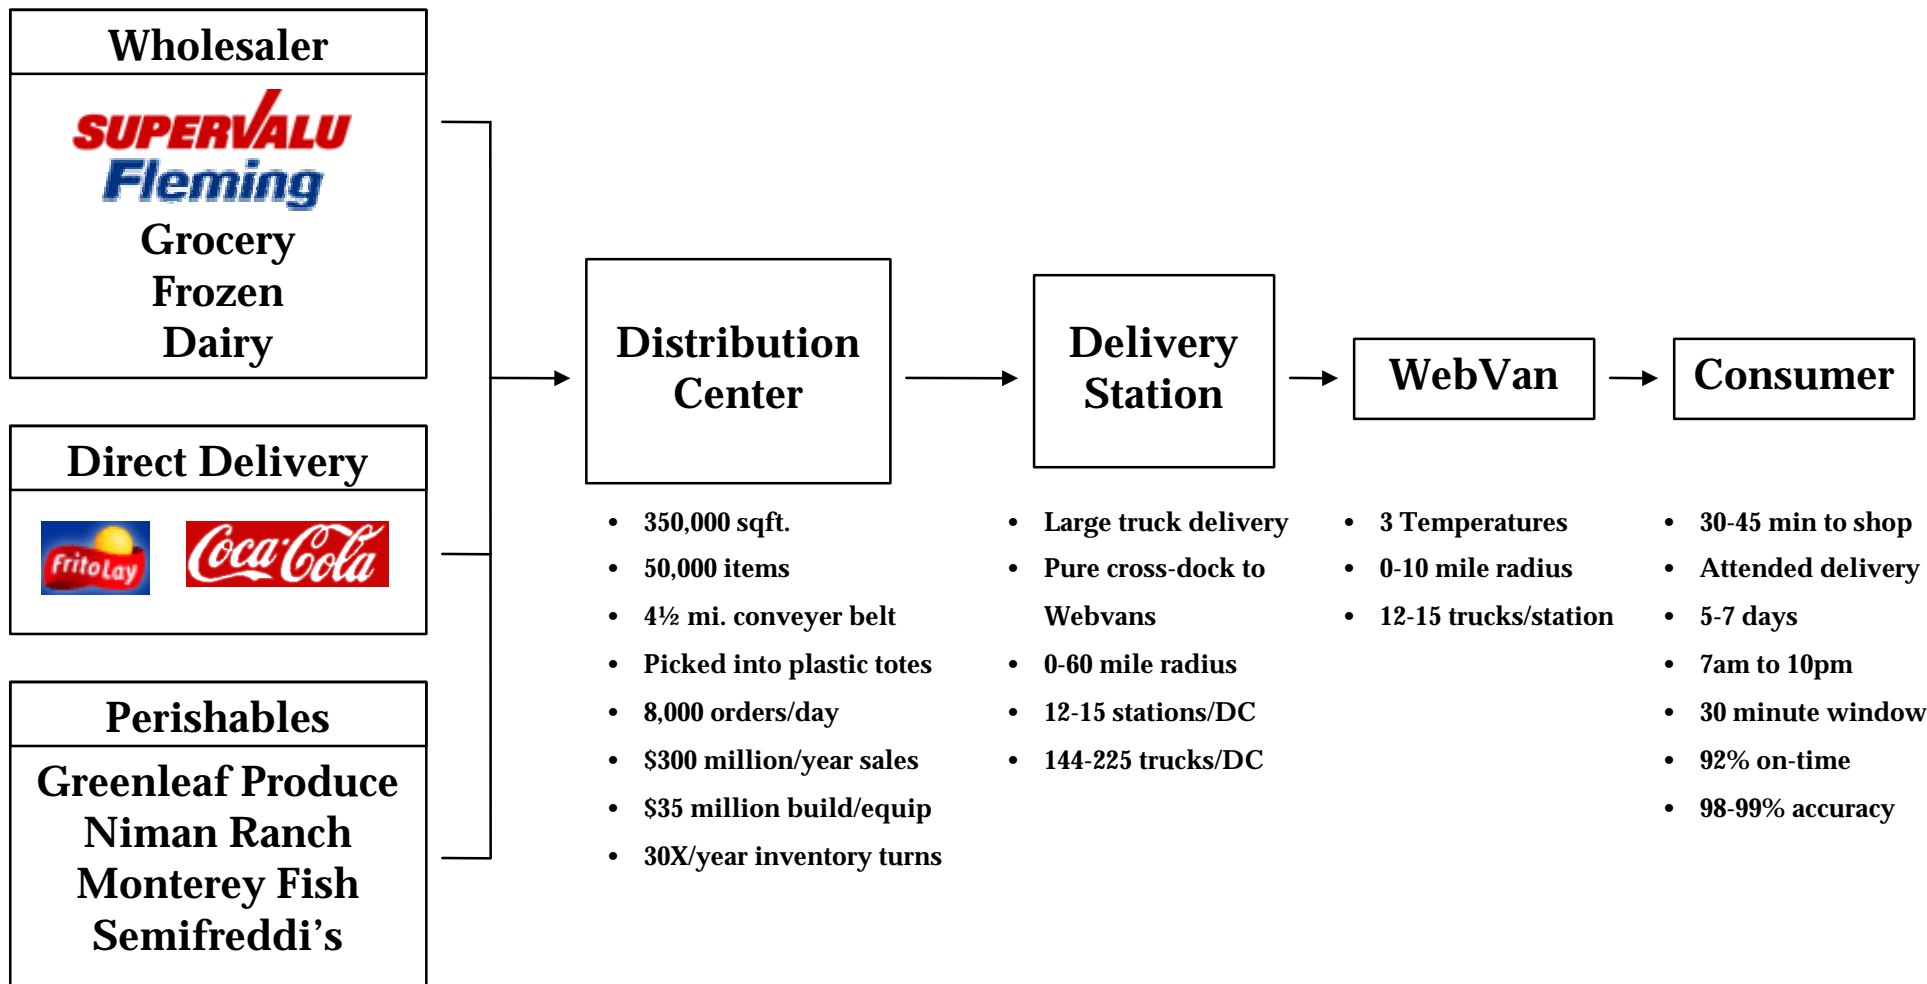 Wholesaler
SUPERVALU
Fleming
Grocery
Frozen
Dairy
Direct Delivery
Frito Lay
Coca-Cola
Perishables
Greenleaf Produce
Niman Ranch
Monterey Fish
Semifreddi’s
Distribution
Center
• 350,000 sqft.
• 50,000 items
• 4½ mi. conveyer belt
• Picked into plastic totes
• 8,000 orders/day
• $300 million/year sales
• $35 million build/equip
• 30X/year inventory turns
Delivery
Station
• Large truck delivery
• Pure cross-dock to
Webvans
• 0-60 mile radius
• 12-15 stations/DC
• 144-225 trucks/DC
WebVan
• 3 Temperatures
• 0-10 mile radius
• 12-15 trucks/station
Consumer
• 30-45 min to shop
• Attended delivery
• 5-7 days
• 7am to 10pm
• 30 minute window
• 92% on-time
• 98-99% accuracy